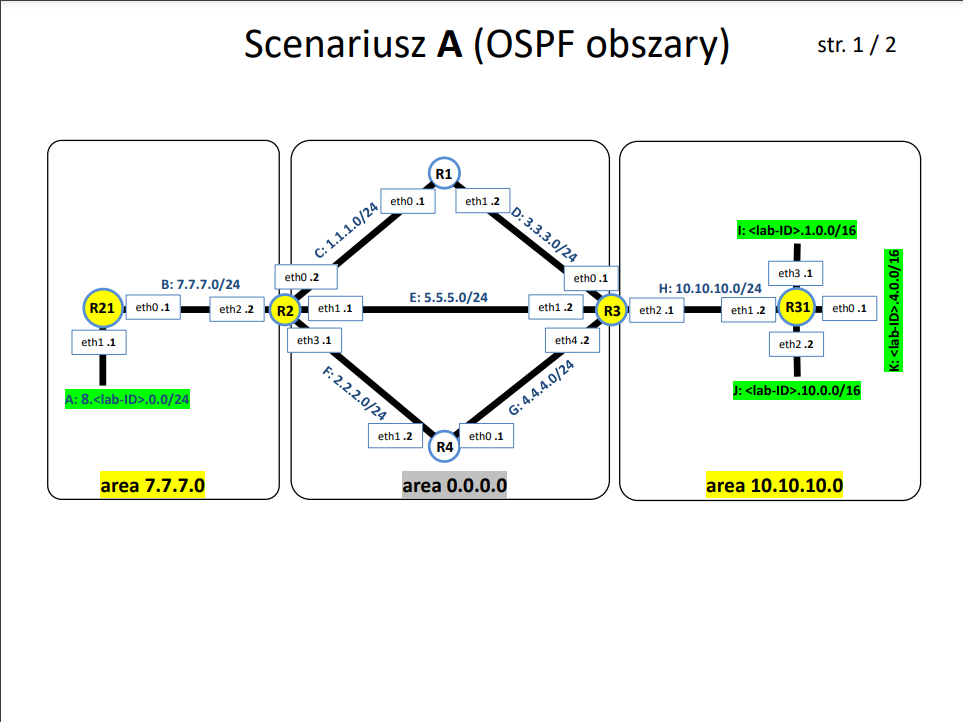 Scenariusz A (OSPF obszary)
str. 1 / 2
R1
eth0 .1
eth1 .2
C: 1.1.1.0/24
D: 3.3.3.0/24
I: <lab-ID>.1.0.0/16
K: <lab-ID>.4.0.0/16
eth3 .1
eth0 .2
eth0 .1
B: 7.7.7.0/24
E: 5.5.5.0/24
H: 10.10.10.0/24
R21
eth0 .1
eth2 .2
R2
eth1 .1
eth1 .2
R3
eth2 .1
eth1 .2
R31
eth0 .1
eth1 .1
eth3 .1
eth4 .2
eth2 .2
F: 2.2.2.0/24
G: 4.4.4.0/24
A: 8.<lab-ID>.0.0/24
J: <lab-ID>.10.0.0/16
eth1 .2
R4
eth0 .1
area 7.7.7.0
area 0.0.0.0
area 10.10.10.0